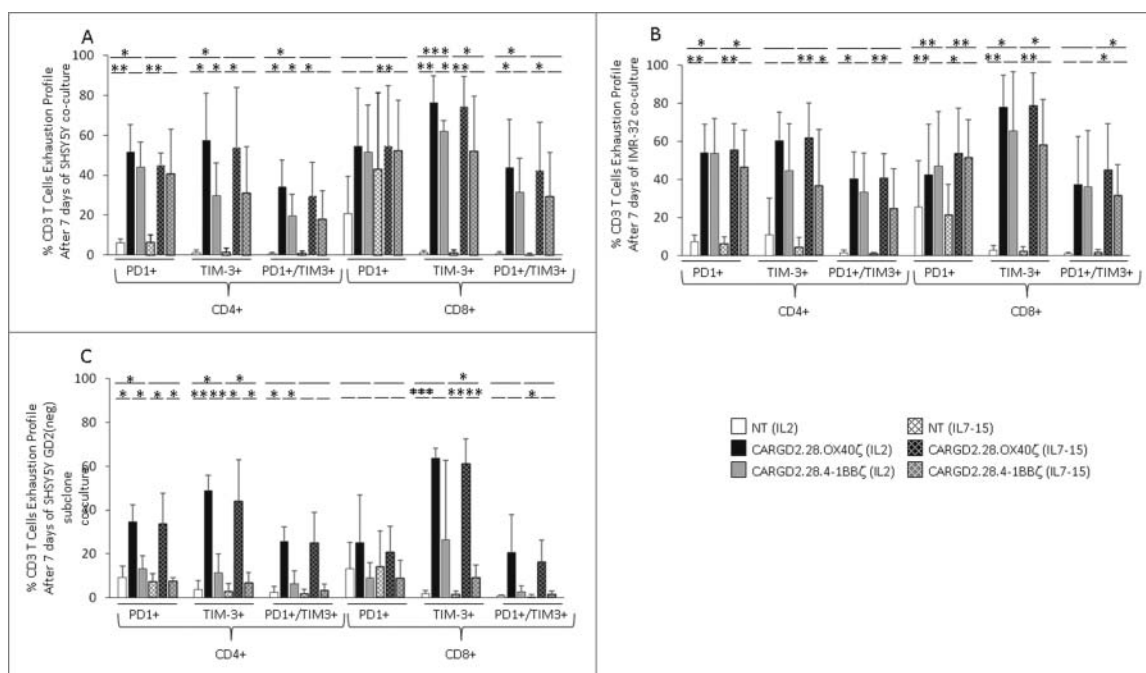 A
% CD3 T Cells Exhaustion Profile
After 7 days of SHSY5Y co-culture
100
80
60
40
20
0
* * * *** * * *
** ** * * * * * * ** ** * ** * *
PD1+ TIM-3+ PD1+/TIM3+ PD1+ TIM-3+ PD1+/TIM3+
CD4+ CD8+
B
% CD3 T Cells Exhaustion Profile
After 7 days of IMR-32 co-culture
100
80
60
40
20
0
* * ** ** * * *
** ** ** * * ** ** * ** ** *
PD1+ TIM-3+ PD1+/TIM3+ PD1+ TIM-3+ PD1+/TIM3+
CD4+ CD8+
C
% CD3 T Cells Exhaustion Profile
After 7 days of SHSY5Y GD2(neg)
subclone
coculture
100
80
60
40
20
0
* * * *
* * * * ** ** * * * * *** ** ** *
PD1+ TIM-3+ PD1+/TIM3+ PD1+ TIM-3+ PD1+/TIM3+
CD4+ CD8+
NT (IL2) NT (IL7-15)
CARGD2.28.OX40ζ (IL2) CARGD2.28.OX40ζ (IL7-15)
CARGD2.28.4-1BBζ (IL2) CARGD2.28.4-1BBζ (IL7-15)